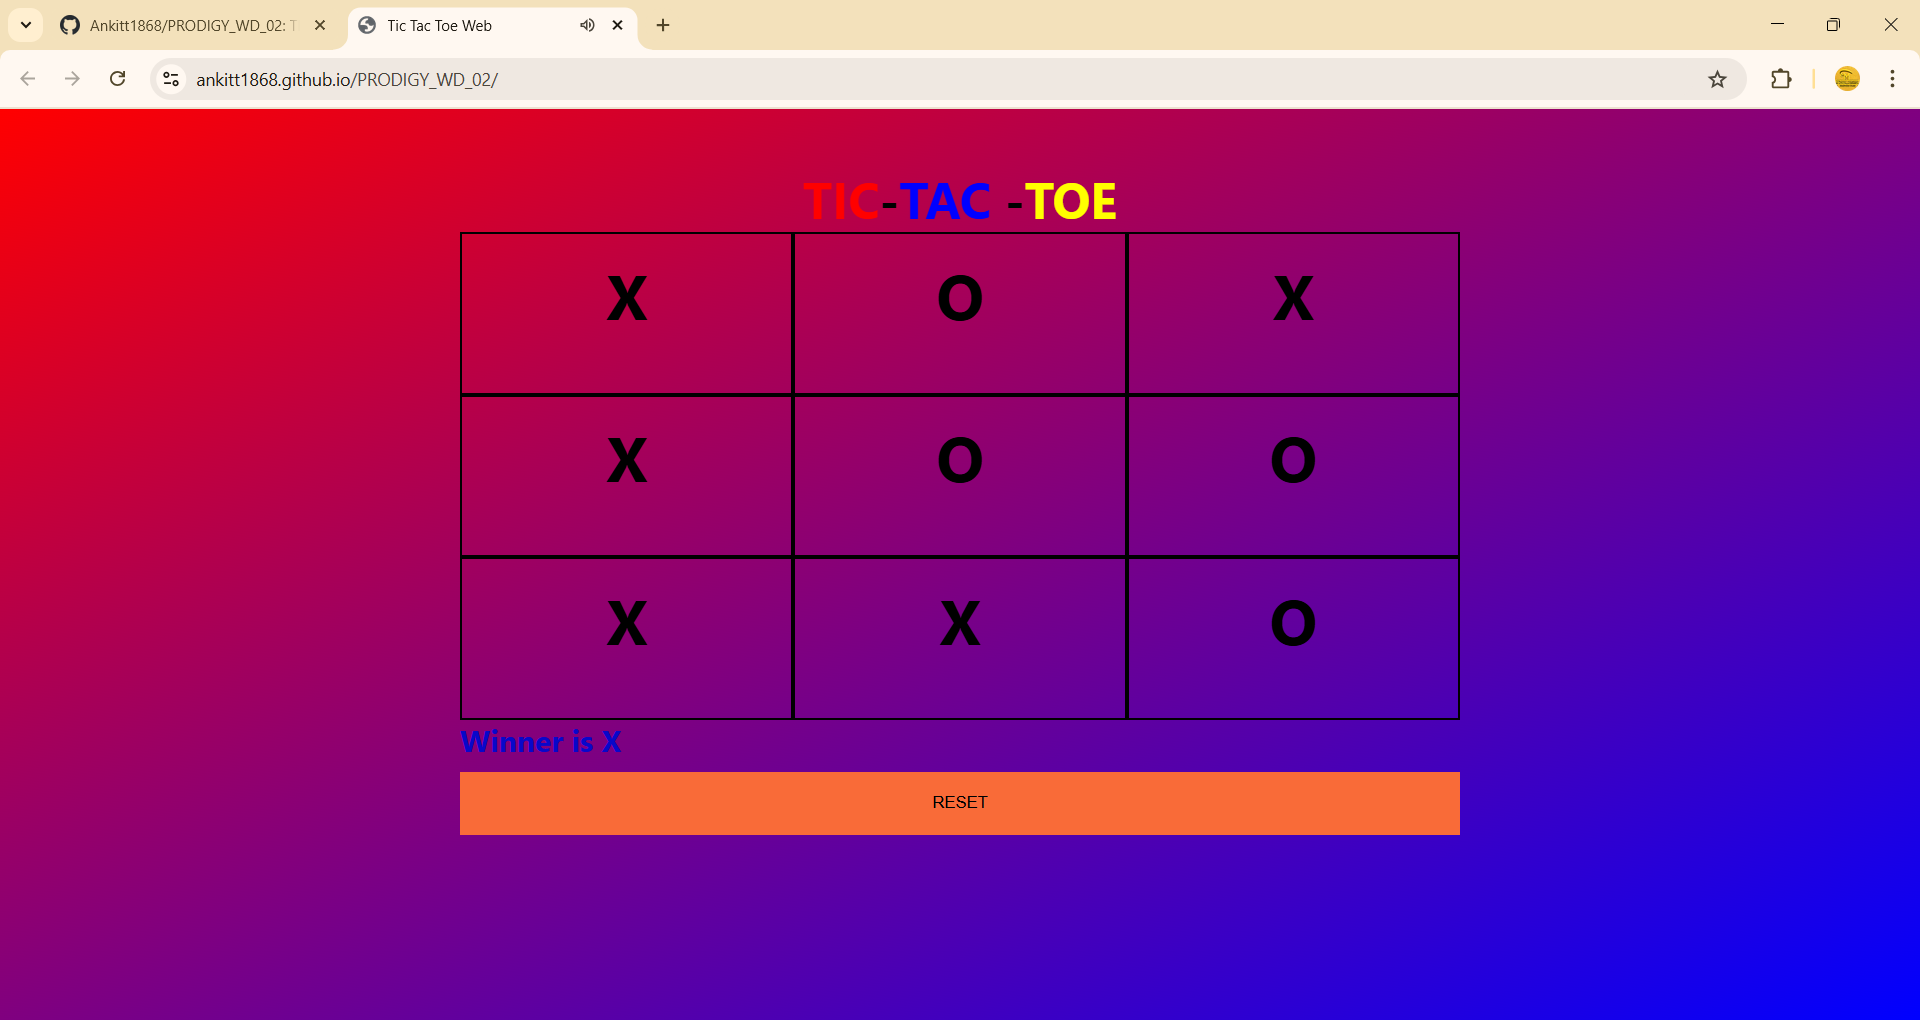 Ankitt1868/PRODIGY_WD_02: T
Tic Tac Toe Web
ankitt1868.github.io/PRODIGY_WD_02/
TIC-TAC -TOE
X O X
X O O
X X O
Winner is X
RESET